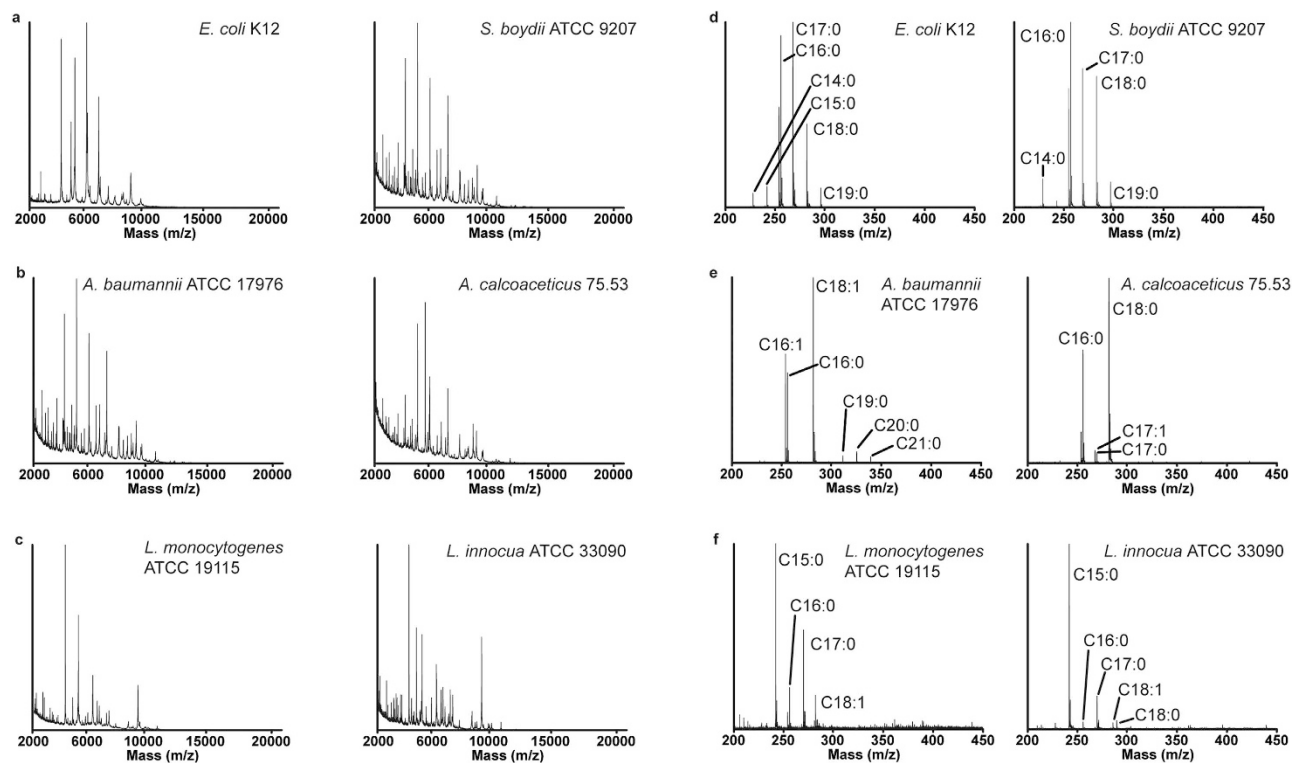 a
E. coli K12
2000 6000 10000 15000 20000
Mass (m/z)
S. boydii ATCC 9207
2000 6000 10000 15000 20000
Mass (m/z)
b
A. baumannii ATCC 17976
2000 6000 10000 15000 20000
Mass (m/z)
A. calcoaceticus 75.53
2000 6000 10000 15000 20000
Mass (m/z)
c
L. monocytogenes
ATCC 19115
2000 6000 10000 15000 20000
Mass (m/z)
L. innocua ATCC 33090
2000 6000 10000 15000 20000
Mass (m/z)
d
E. coli K12
C17:0
C16:0
C14:0
C15:0
C18:0
C19:0
200 250 300 350 400 450
Mass (m/z)
S. boydii ATCC 9207
C16:0
C17:0
C18:0
C14:0
C19:0
200 250 300 350 400 450
Mass (m/z)
e
A. baumannii
ATCC 17976
C18:1
C16:1
C16:0
C19:0
C20:0
C21:0
200 250 300 350 400 450
Mass (m/z)
A. calcoaceticus 75.53
C18:0
C16:0
C17:1
C17:0
200 250 300 350 400 450
Mass (m/z)
f
L. monocytogenes
ATCC 19115
C15:0
C16:0
C17:0
C18:1
200 250 300 350 400 450
Mass (m/z)
L. innocua ATCC 33090
C15:0
C16:0
C17:0
C18:1
C18:0
200 250 300 350 400 450
Mass (m/z)